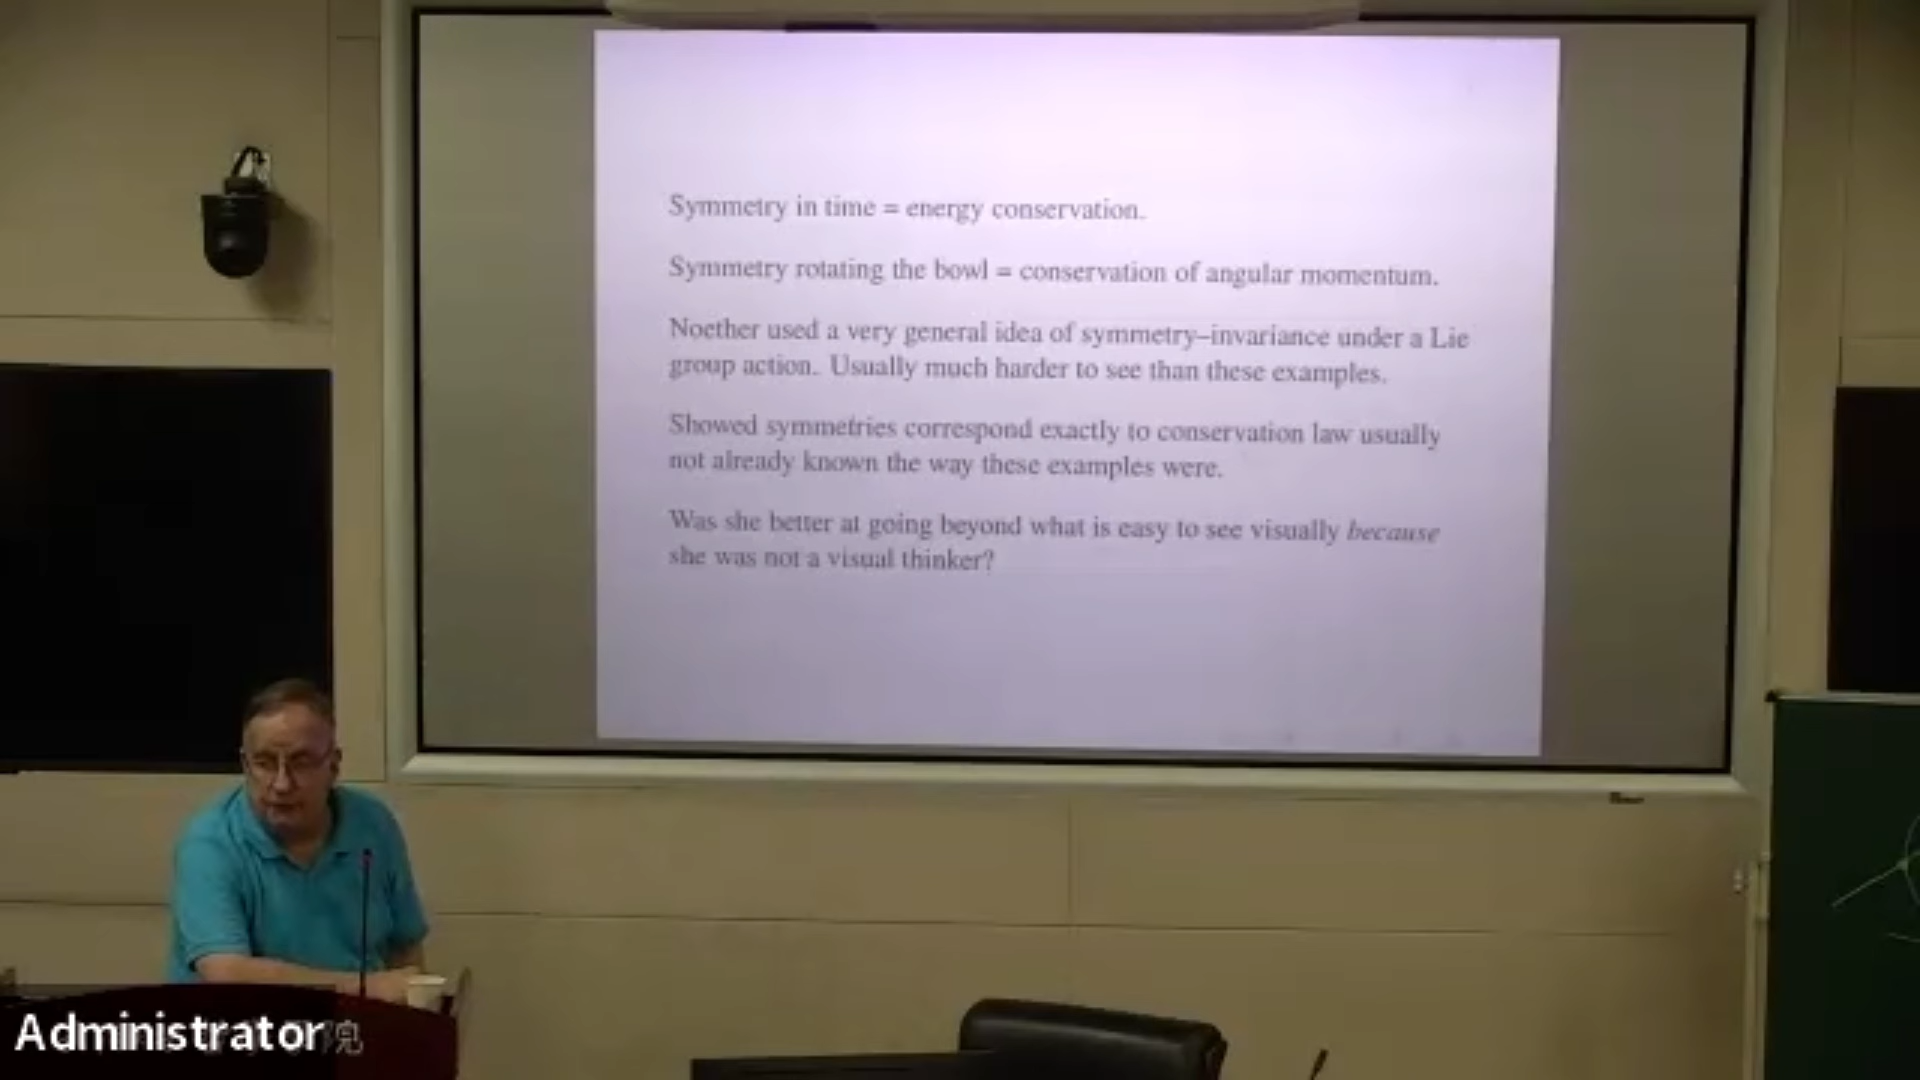 Symmetry in time = energy conservation.
Symmetry rotating the bowl = conservation of angular momentum.
Noether used a very general idea of symmetry–invariance under a Lie
group action. Usually much harder to see than these examples.
Showed symmetries correspond exactly to conservation law usually
not already known the way these examples were.
Was she better at going beyond what is easy to see visually because
she was not a visual thinker?
Administrator